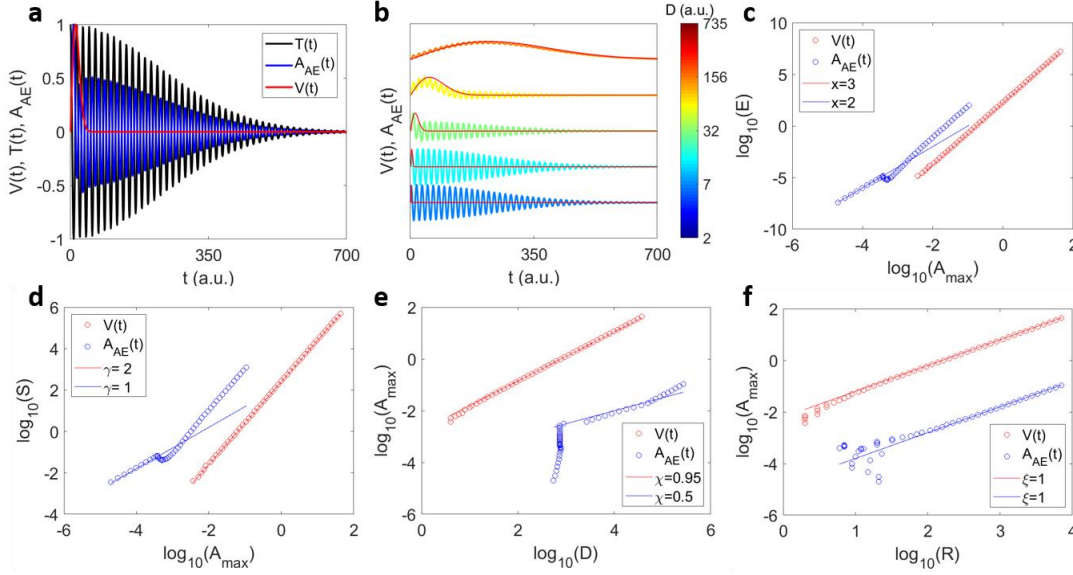 a
V(t), T(t), A_AE(t)
1
0.5
0
-0.5
-1
0
350
700
t (a.u.)
T(t)
A_AE(t)
V(t)
b
V(t), A_AE(t)
0
350
700
t (a.u.)
D (a.u.)
735
156
32
7
2
c
log10(E)
10
5
0
-5
-10
-6
-4
-2
0
2
log10(A_max)
V(t)
A_AE(t)
x=3
x=2
d
log10(S)
6
4
2
0
-2
-4
-6
-4
-2
0
2
log10(A_max)
V(t)
A_AE(t)
γ= 2
γ= 1
e
log10(A_max)
2
0
-2
-4
-6
0
2
4
6
log10(D)
V(t)
A_AE(t)
χ=0.95
χ=0.5
f
log10(A_max)
2
0
-2
-4
-6
0
1
2
3
4
log10(R)
V(t)
A_AE(t)
ξ=1
ξ=1